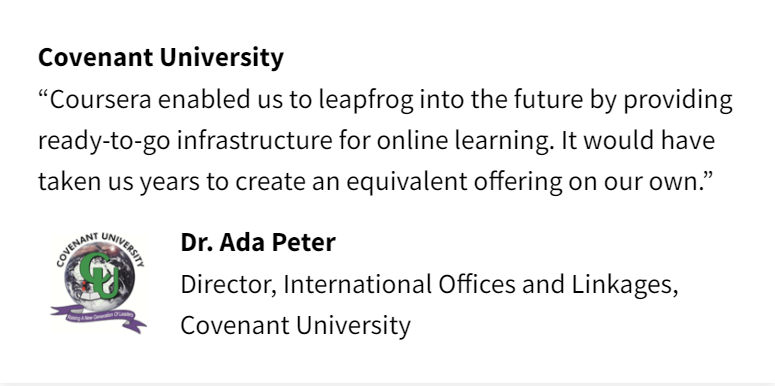 Covenant University
“Coursera enabled us to leapfrog into the future by providing
ready-to-go infrastructure for online learning. It would have
taken us years to create an equivalent offering on our own.”
COVENANT UNIVERSITY
CU
Raising A New Generation Of Leaders
Dr. Ada Peter
Director, International Offices and Linkages,
Covenant University